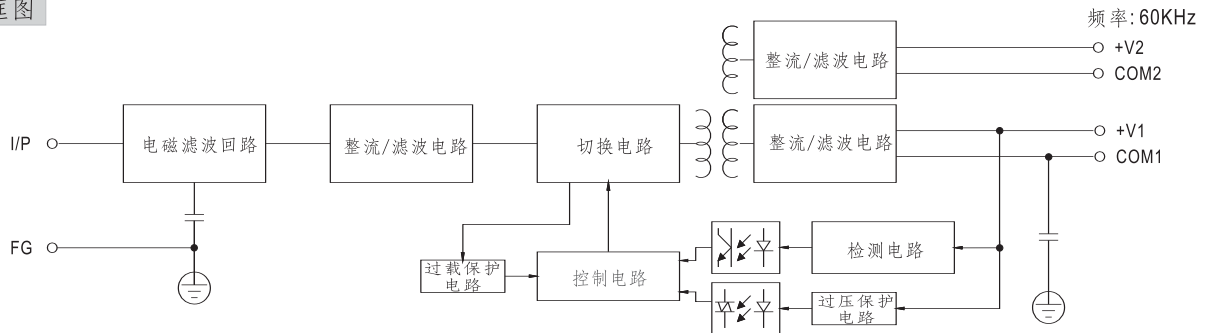 框图
频率: 60KHz
+V2
整流/滤波电路
COM2
I/P
电磁滤波回路
整流/滤波电路
切换电路
整流/滤波电路
+V1
COM1
FG
过载保护
电路
控制电路
检测电路
过压保护
电路